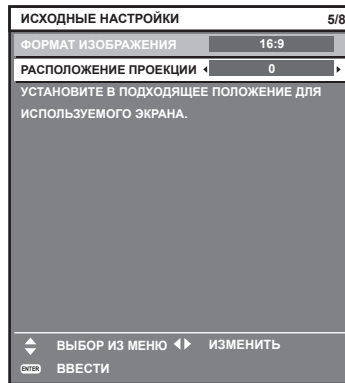 ИСХОДНЫЕ НАСТРОЙКИ 5/8
ФОРМАТ ИЗОБРАЖЕНИЯ 16:9
РАСПОЛОЖЕНИЕ ПРОЕКЦИИ 0
УСТАНОВИТЕ В ПОДХОДЯЩЕЕ ПОЛОЖЕНИЕ ДЛЯ
ИСПОЛЬЗУЕМОГО ЭКРАНА.
ВЫБОР ИЗ МЕНЮ ИЗМЕНИТЬ
ENTER ВВЕСТИ